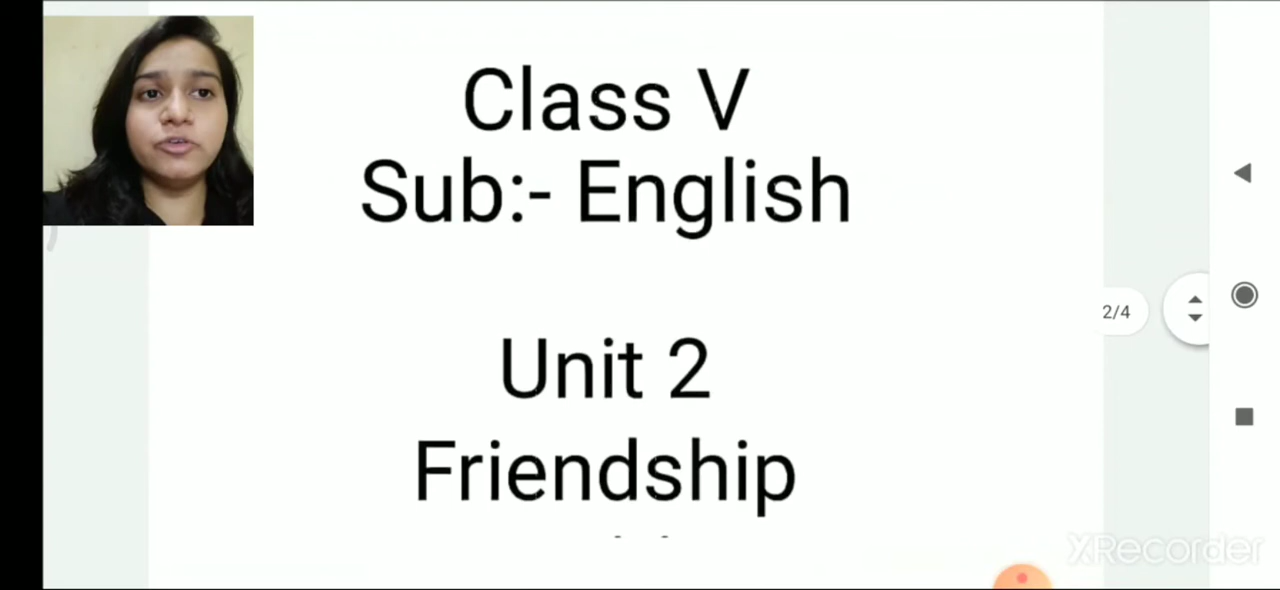 Class V
Sub:- English
Unit 2
Friendship
2/4
XRecorder